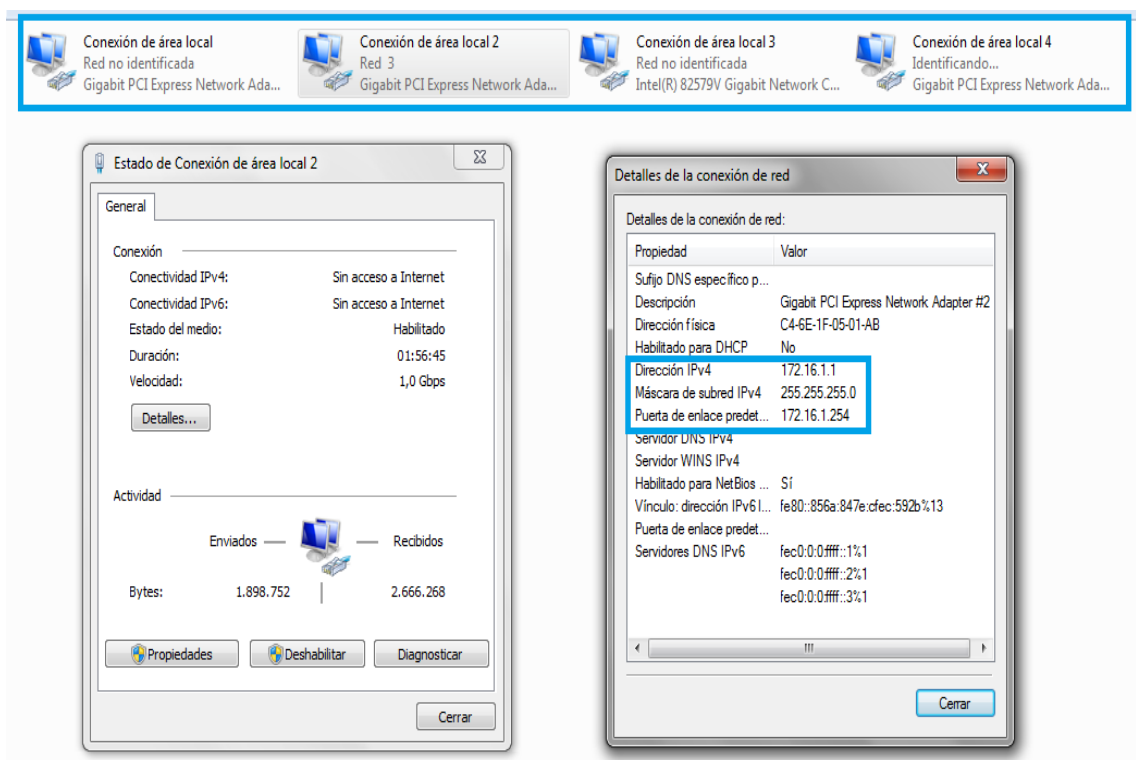 Conexión de área local
Red no identificada
Gigabit PCI Express Network Ada...
Conexión de área local 2
Red 3
Gigabit PCI Express Network Ada...
Conexión de área local 3
Red no identificada
Intel(R) 82579V Gigabit Network C...
Conexión de área local 4
Identificando...
Gigabit PCI Express Network Ada...
Estado de Conexión de área local 2
General
Conexión
Conectividad IPv4: Sin acceso a Internet
Conectividad IPv6: Sin acceso a Internet
Estado del medio: Habilitado
Duración: 01:56:45
Velocidad: 1,0 Gbps
Detalles...
Actividad
Enviados Recibidos
Bytes: 1.898.752 2.666.268
Propiedades Deshabilitar Diagnosticar
Cerrar
Detalles de la conexión de red
Detalles de la conexión de red:
Propiedad Valor
Sufijo DNS específico p...
Descripción Gigabit PCI Express Network Adapter #2
Dirección física C4-6E-1F-05-01-AB
Habilitado para DHCP No
Dirección IPv4 172.16.1.1
Máscara de subred IPv4 255.255.255.0
Puerta de enlace predet... 172.16.1.254
Servidor DNS IPv4
Servidor WINS IPv4
Habilitado para NetBios ... Sí
Vínculo: dirección IPv6 l... fe80::856a:847e:cfec:592b%13
Puerta de enlace predet...
Servidores DNS IPv6 fec0:0:0:ffff::1%1
fec0:0:0:ffff::2%1
fec0:0:0:ffff::3%1
Cerrar